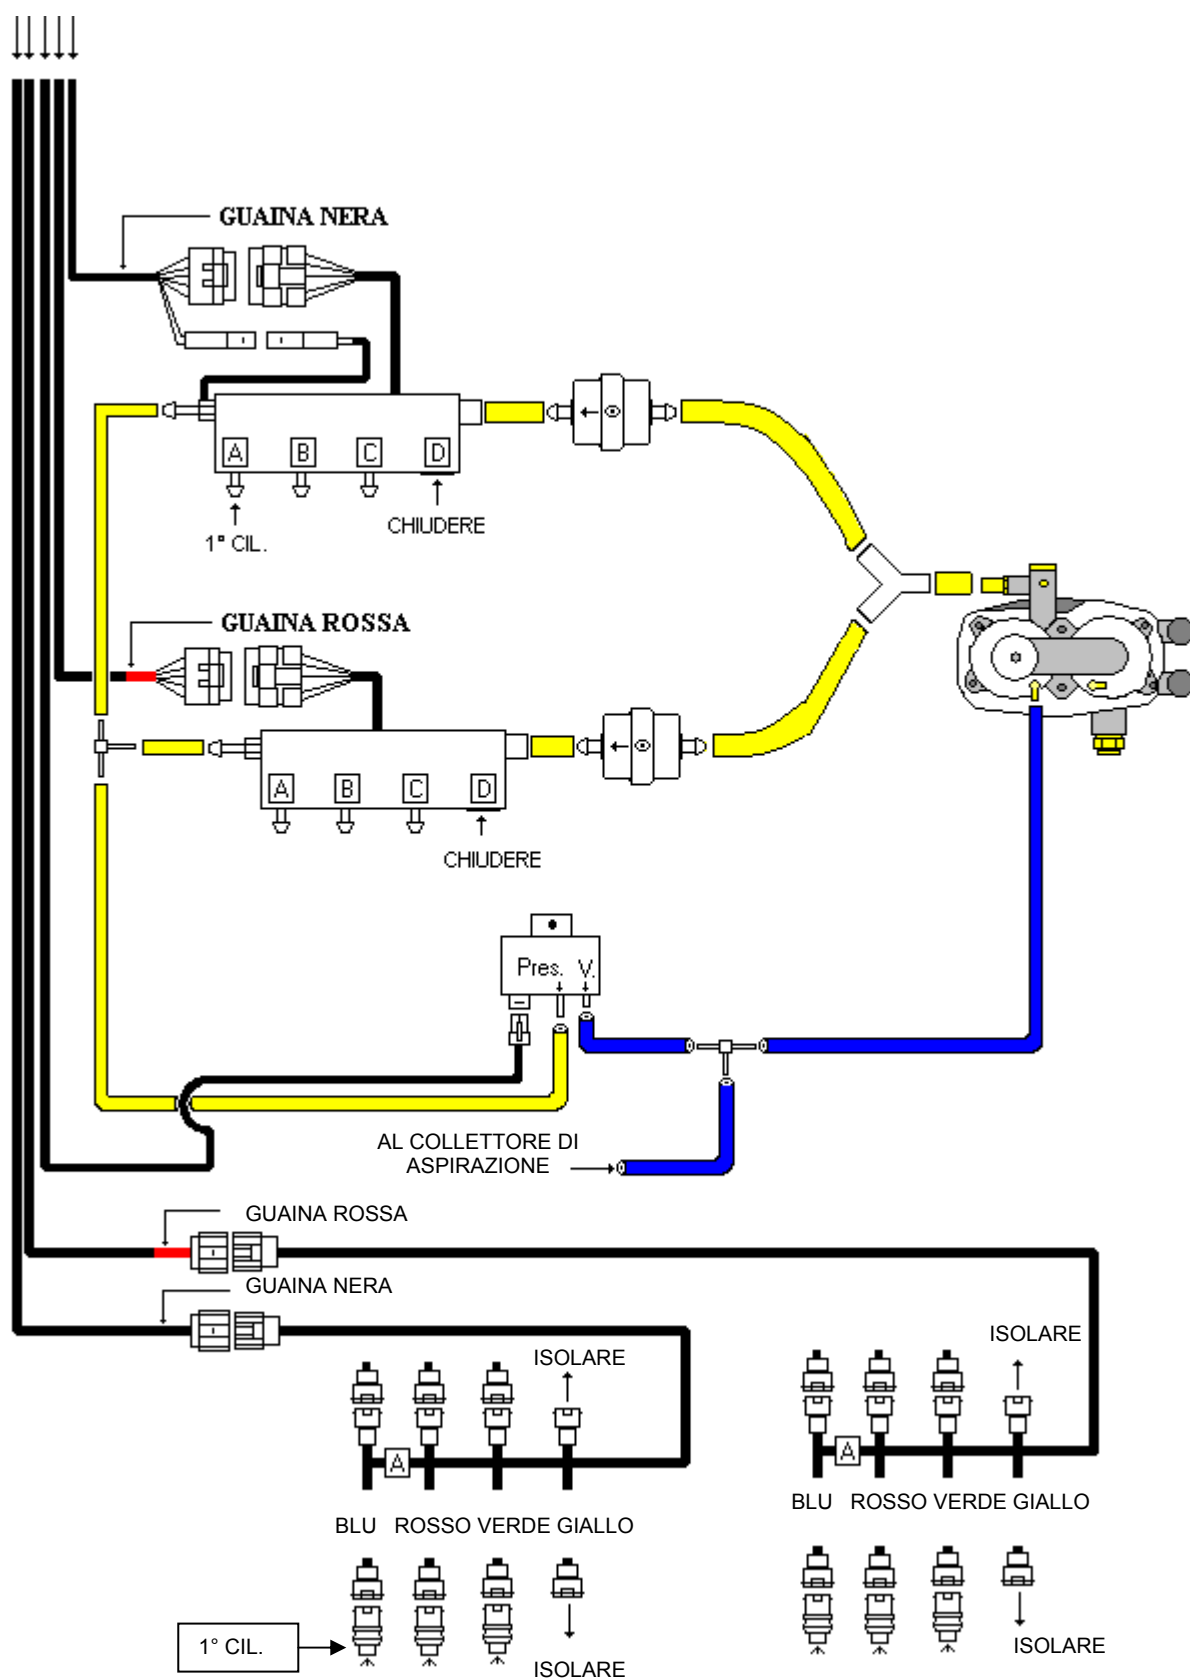 GUAINA NERA
A B C D
CHIUDERE
1° CIL.
GUAINA ROSSA
A B C D
CHIUDERE
Pres. V.
AL COLLETTORE DI
ASPIRAZIONE
GUAINA ROSSA
GUAINA NERA
ISOLARE
ISOLARE
A
A
BLU ROSSO VERDE GIALLO
BLU ROSSO VERDE GIALLO
1° CIL.
ISOLARE
ISOLARE